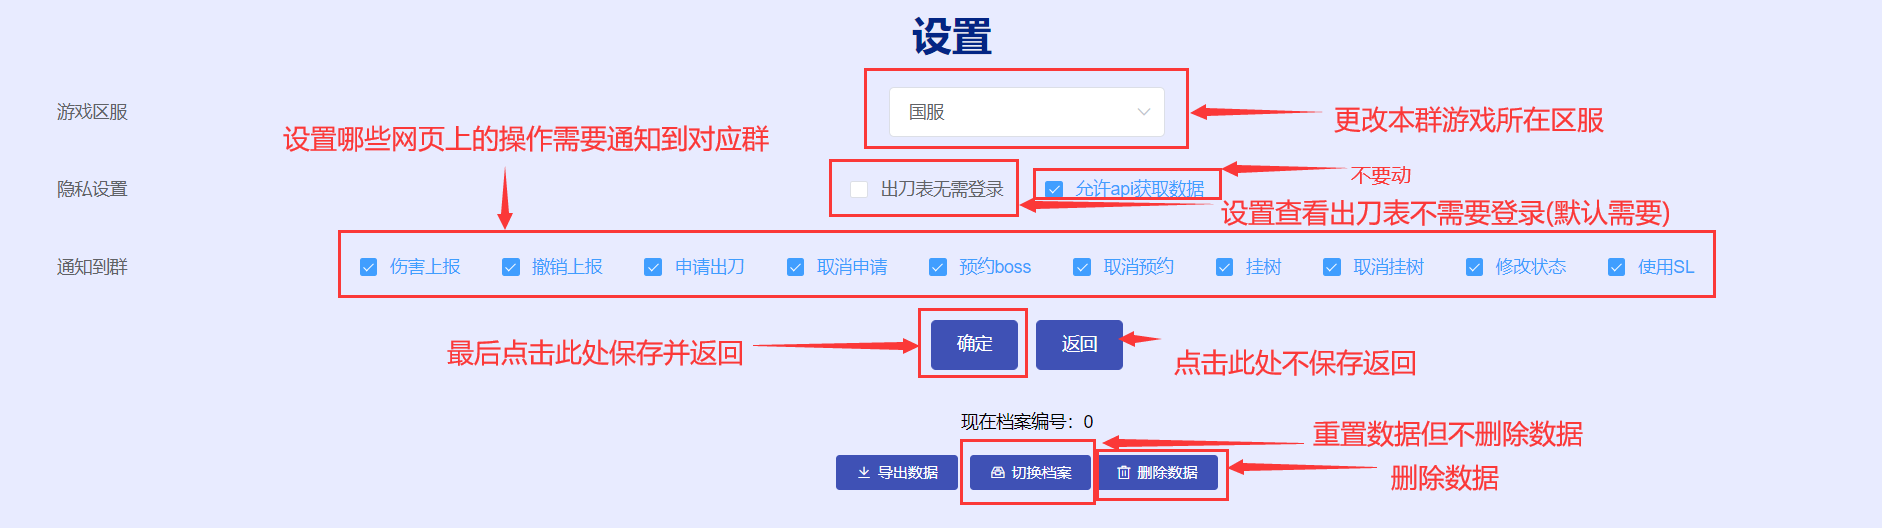 设置
游戏区服
国服
更改本群游戏所在区服
设置哪些网页上的操作需要通知到对应群
隐私设置
出刀表无需登录
允许api获取数据
不要动
设置查看出刀表不需要登录(默认需要)
通知到群
伤害上报
撤销上报
申请出刀
取消申请
预约boss
取消预约
挂树
取消挂树
修改状态
使用SL
最后点击此处保存并返回
确定
返回
点击此处不保存返回
现在档案编号：0
重置数据但不删除数据
导出数据
切换档案
删除数据
删除数据